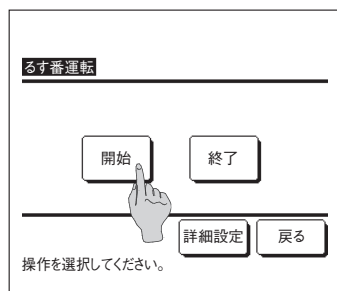 るす番運転
開始 終了
詳細設定 戻る
操作を選択してください。